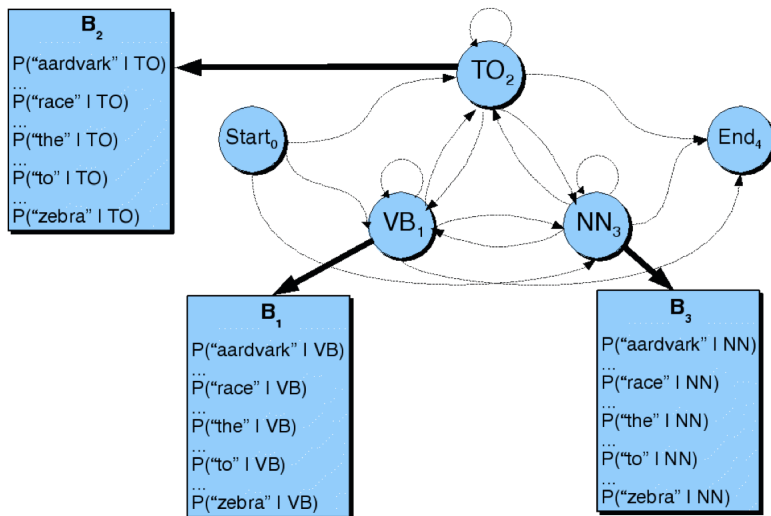 B2
P(“aardvark” | TO)
...
P(“race” | TO)
...
P(“the” | TO)
...
P(“to” | TO)
...
P(“zebra” | TO)
TO2
Start0
End4
VB1
NN3
B1
P(“aardvark” | VB)
...
P(“race” | VB)
...
P(“the” | VB)
...
P(“to” | VB)
...
P(“zebra” | VB)
B3
P(“aardvark” | NN)
...
P(“race” | NN)
...
P(“the” | NN)
...
P(“to” | NN)
...
P(“zebra” | NN)